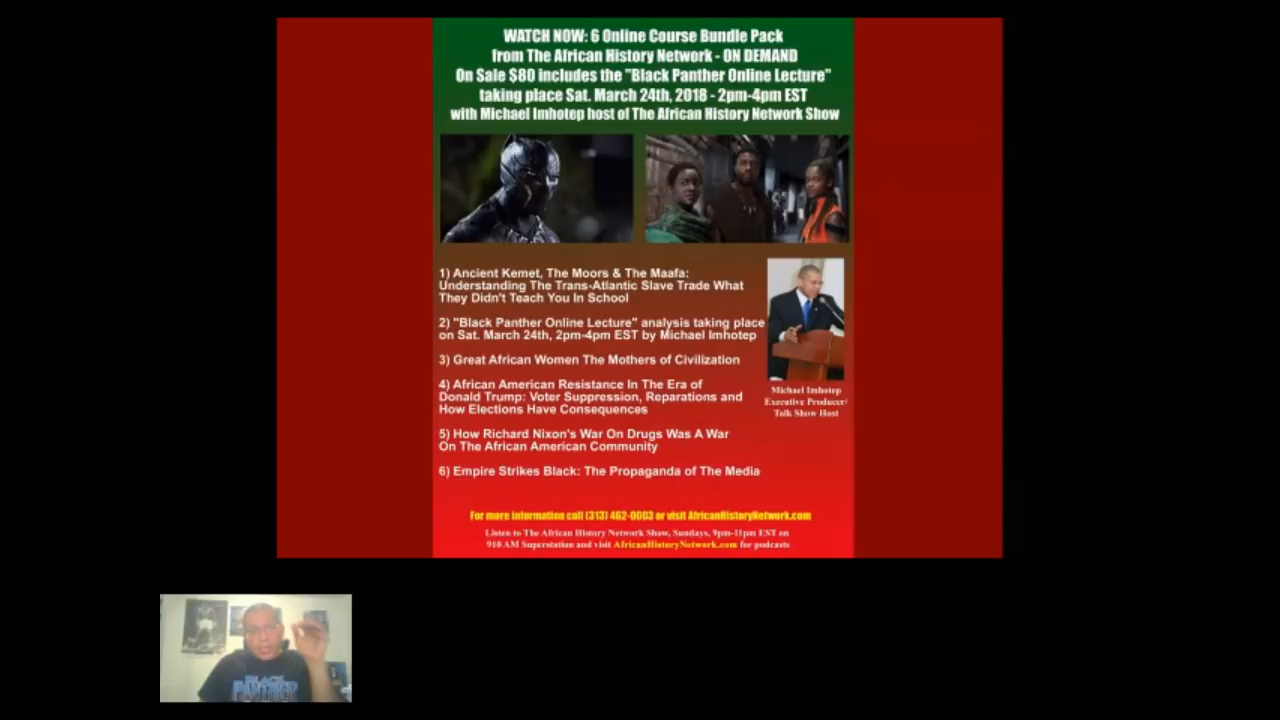 WATCH NOW: 6 Online Course Bundle Pack
from The African History Network - ON DEMAND
On Sale $80 includes the "Black Panther Online Lecture"
taking place Sat. March 24th, 2018 - 2pm-4pm EST
with Michael Imhotep host of The African History Network Show
1) Ancient Kemet, The Moors & The Maafa:
Understanding The Trans-Atlantic Slave Trade What
They Didn't Teach You In School
2) "Black Panther Online Lecture" analysis taking place
on Sat. March 24th, 2pm-4pm EST by Michael Imhotep
3) Great African Women The Mothers of Civilization
4) African American Resistance In The Era of
Donald Trump: Voter Suppression, Reparations and
How Elections Have Consequences
5) How Richard Nixon's War On Drugs Was A War
On The African American Community
6) Empire Strikes Black: The Propaganda of The Media
Michael Imhotep
Executive Producer/
Talk Show Host
For more information call (313) 462-0003 or visit AfricanHistoryNetwork.com
Listen to The African History Network Show, Sundays, 9pm-11pm EST on
910 AM Superstation and visit AfricanHistoryNetwork.com for podcasts
BLACK
PANTHER